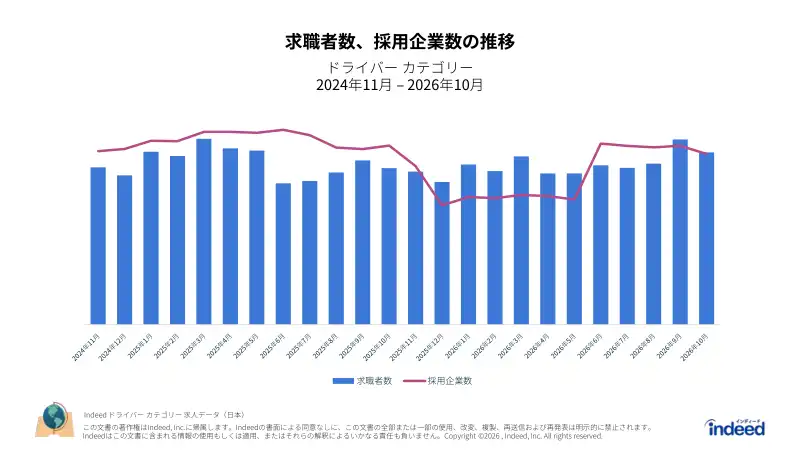 求職者数、採用企業数の推移
ドライバー カテゴリー
2024年11月 – 2026年10月
2024年11月
2024年12月
2025年1月
2025年2月
2025年3月
2025年4月
2025年5月
2025年6月
2025年7月
2025年8月
2025年9月
2025年10月
2025年11月
2025年12月
2026年1月
2026年2月
2026年3月
2026年4月
2026年5月
2026年6月
2026年7月
2026年8月
2026年9月
2026年10月
求職者数 採用企業数
Indeed ドライバー カテゴリー 求人データ（日本）
この文書の著作権はIndeed, Inc.に帰属します。Indeedの書面による同意なしに、この文書の全部または一部の使用、改変、複製、再送信および再発表は明示的に禁止されます。
Indeedはこの文書に含まれる情報の使用もしくは適用、またはそれらの解釈によるいかなる責任も負いません。Copyright ©2026 , Indeed, Inc. All rights reserved.
インディード
indeed